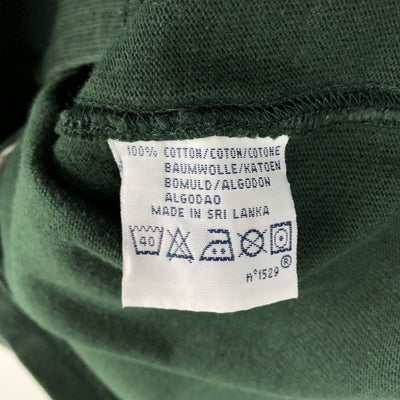 100% COTTON/COTON/COTONE
BAUMWOLLE/KATOEN
BOMULD/ALGODON
ALGODAO
MADE IN SRI LANKA
40
n°1529 ®